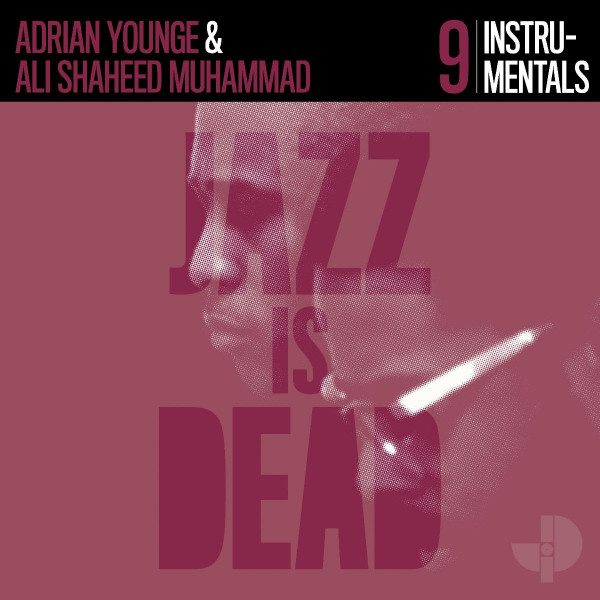 ADRIAN YOUNGE &
ALI SHAHEED MUHAMMAD
9
INSTRU-
MENTALS
JAZZ
IS
DEAD